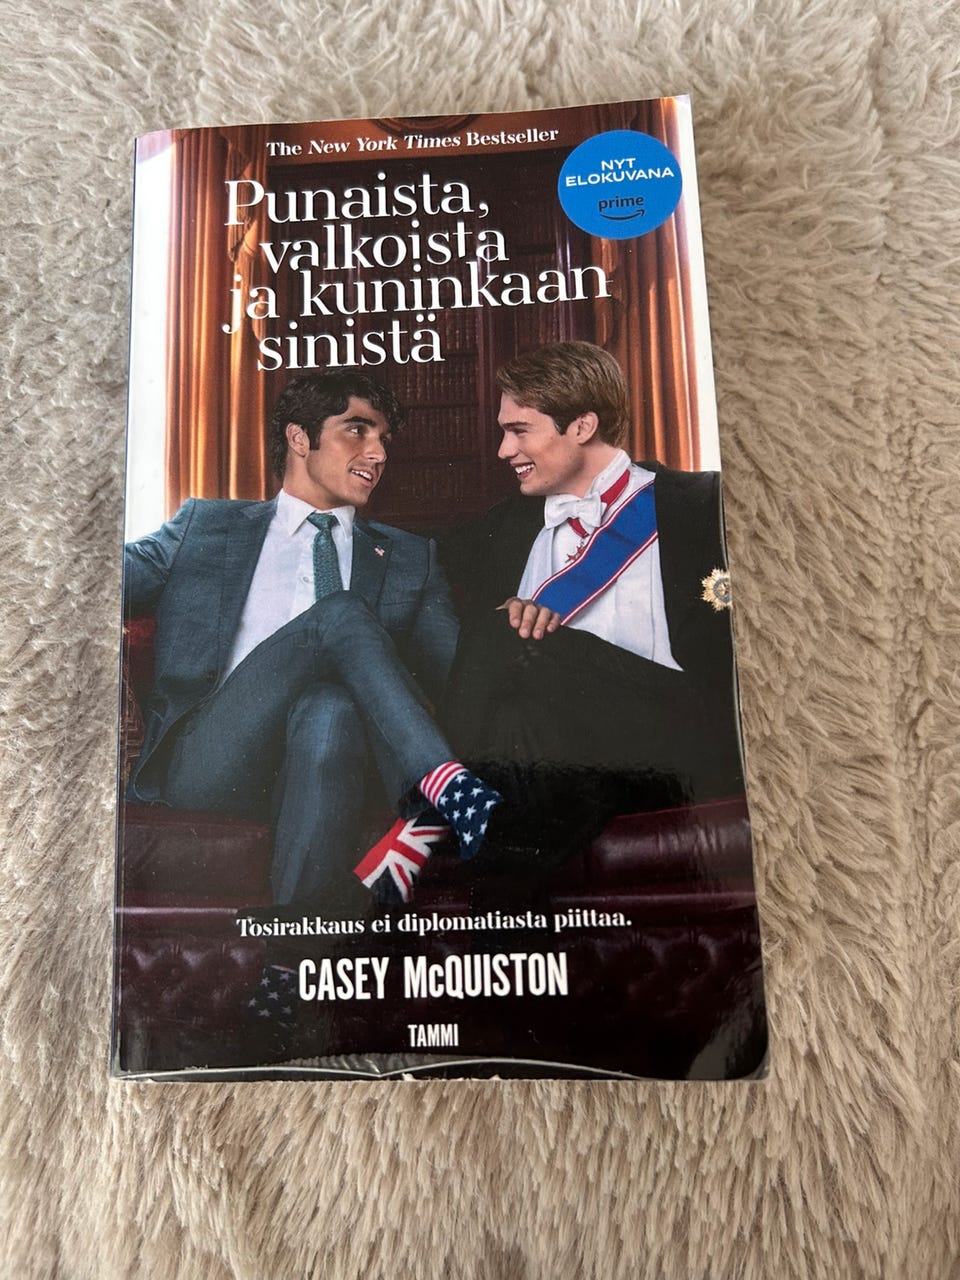 The New York Times Bestseller
NYT
ELOKUVANA
prime
Punaista,
valkoista
ja kuninkaan
sinistä
Tosirakkaus ei diplomatiasta piittaa.
CASEY McQUISTON
TAMMI